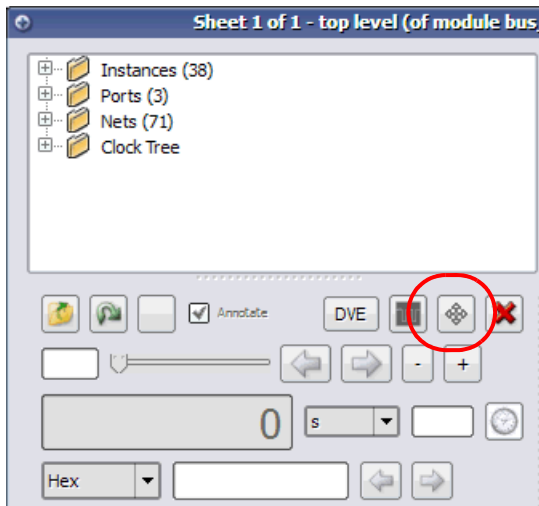 Sheet 1 of 1 - top level (of module bus_
Instances (38)
Ports (3)
Nets (71)
Clock Tree
Annotate
DVE
- +
0
s
Hex